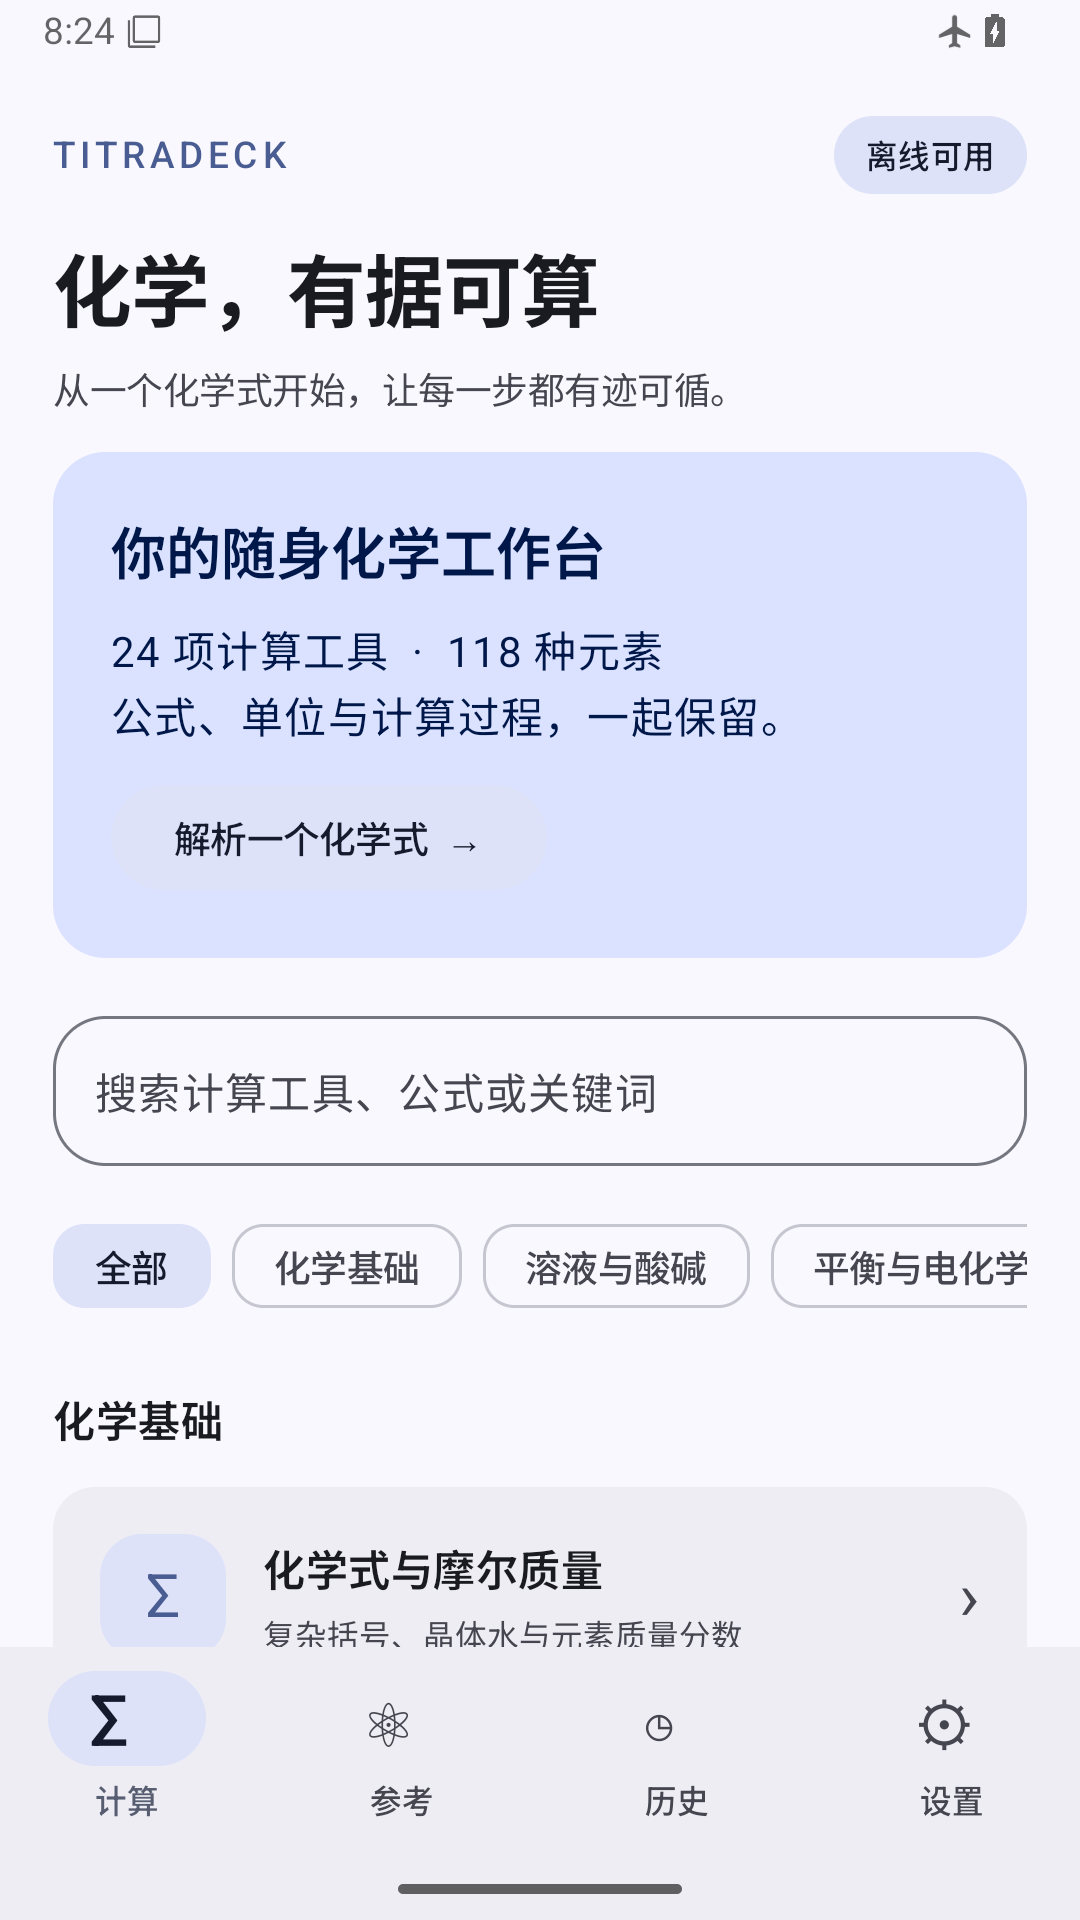 8:24
TITRADECK
离线可用
化学，有据可算
从一个化学式开始，让每一步都有迹可循。
你的随身化学工作台
24 项计算工具 · 118 种元素
公式、单位与计算过程，一起保留。
解析一个化学式 →
搜索计算工具、公式或关键词
全部 化学基础 溶液与酸碱 平衡与电化学
化学基础
Σ 化学式与摩尔质量 ›
复杂括号、晶体水与元素质量分数
Σ ⚛ ◷ ⚙
计算 参考 历史 设置